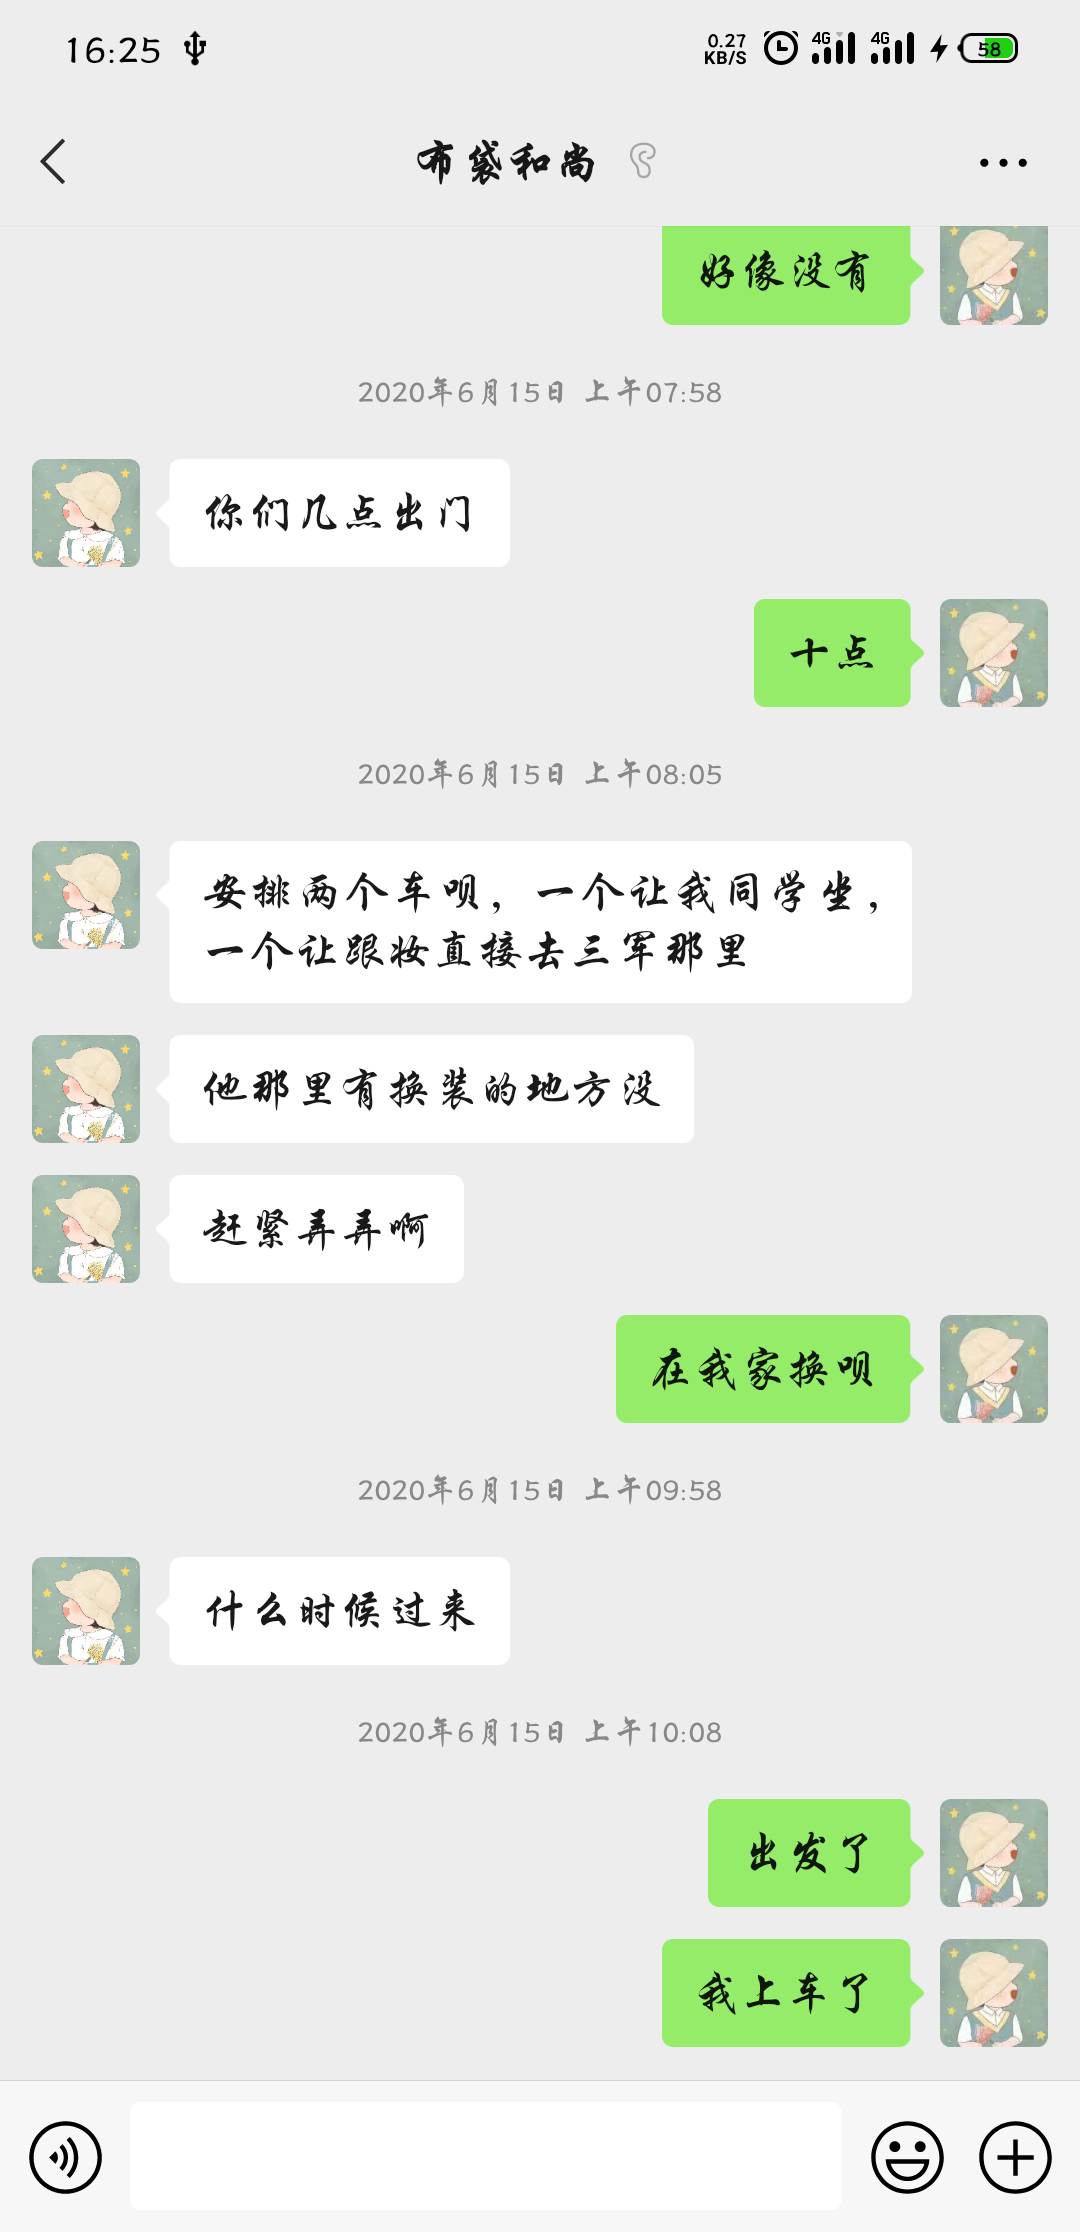 16:25
0.27
KB/S
4G
4G
58
布袋和尚
好像没有
2020年6月15日 上午07:58
你们几点出门
十点
2020年6月15日 上午08:05
安排两个车呗，一个让我同学坐，
一个让跟妆直接去三军那里
他那里有换装的地方没
赶紧弄弄啊
在我家换呗
2020年6月15日 上午09:58
什么时候过来
2020年6月15日 上午10:08
出发了
我上车了